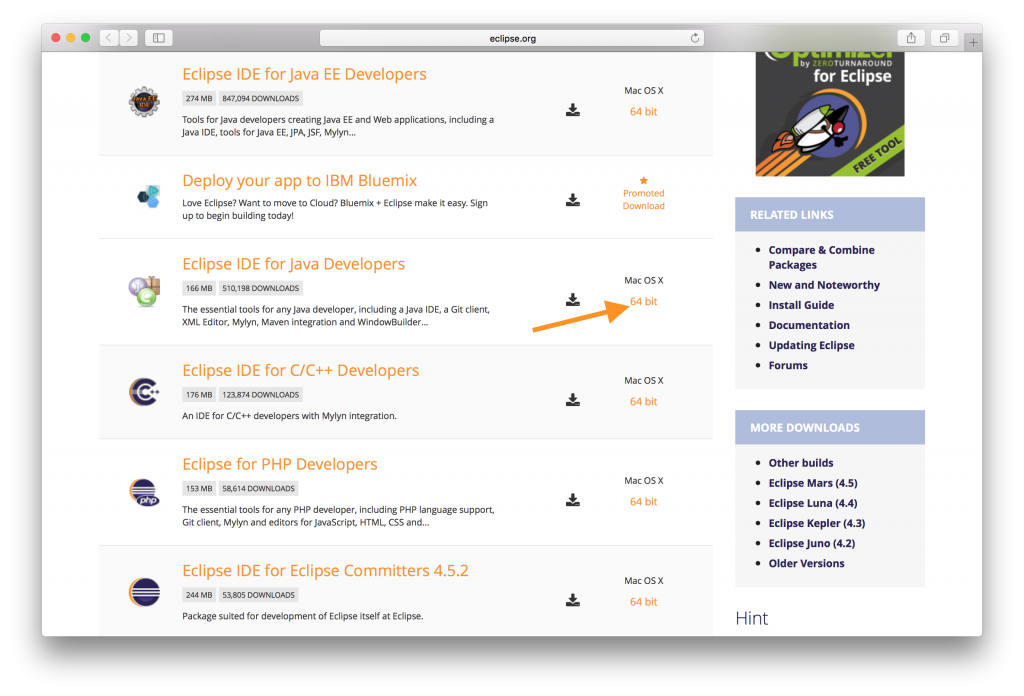 eclipse.org
Eclipse IDE for Java EE Developers
274 MB 847,094 DOWNLOADS
Tools for Java developers creating Java EE and Web applications, including a
Java IDE, tools for Java EE, JPA, JSF, Mylyn...
JAVA EE
IDE
Mac OS X
64 bit
Deploy your app to IBM Bluemix
Love Eclipse? Want to move to Cloud? Bluemix + Eclipse make it easy. Sign
up to begin building today!
Promoted
Download
Eclipse IDE for Java Developers
166 MB 510,198 DOWNLOADS
The essential tools for any Java developer, including a Java IDE, a Git client,
XML Editor, Mylyn, Maven integration and WindowBuilder...
Mac OS X
64 bit
Eclipse IDE for C/C++ Developers
176 MB 123,874 DOWNLOADS
An IDE for C/C++ developers with Mylyn integration.
C++
Mac OS X
64 bit
Eclipse for PHP Developers
153 MB 58,614 DOWNLOADS
The essential tools for any PHP developer, including PHP language support,
Git client, Mylyn and editors for JavaScript, HTML, CSS and...
php
Mac OS X
64 bit
Eclipse IDE for Eclipse Committers 4.5.2
244 MB 53,805 DOWNLOADS
Package suited for development of Eclipse itself at Eclipse.
Mac OS X
64 bit
Optimizer
by ZEROTURNAROUND
for Eclipse
FREE TOOL
RELATED LINKS
Compare & Combine
Packages
New and Noteworthy
Install Guide
Documentation
Updating Eclipse
Forums
MORE DOWNLOADS
Other builds
Eclipse Mars (4.5)
Eclipse Luna (4.4)
Eclipse Kepler (4.3)
Eclipse Juno (4.2)
Older Versions
Hint